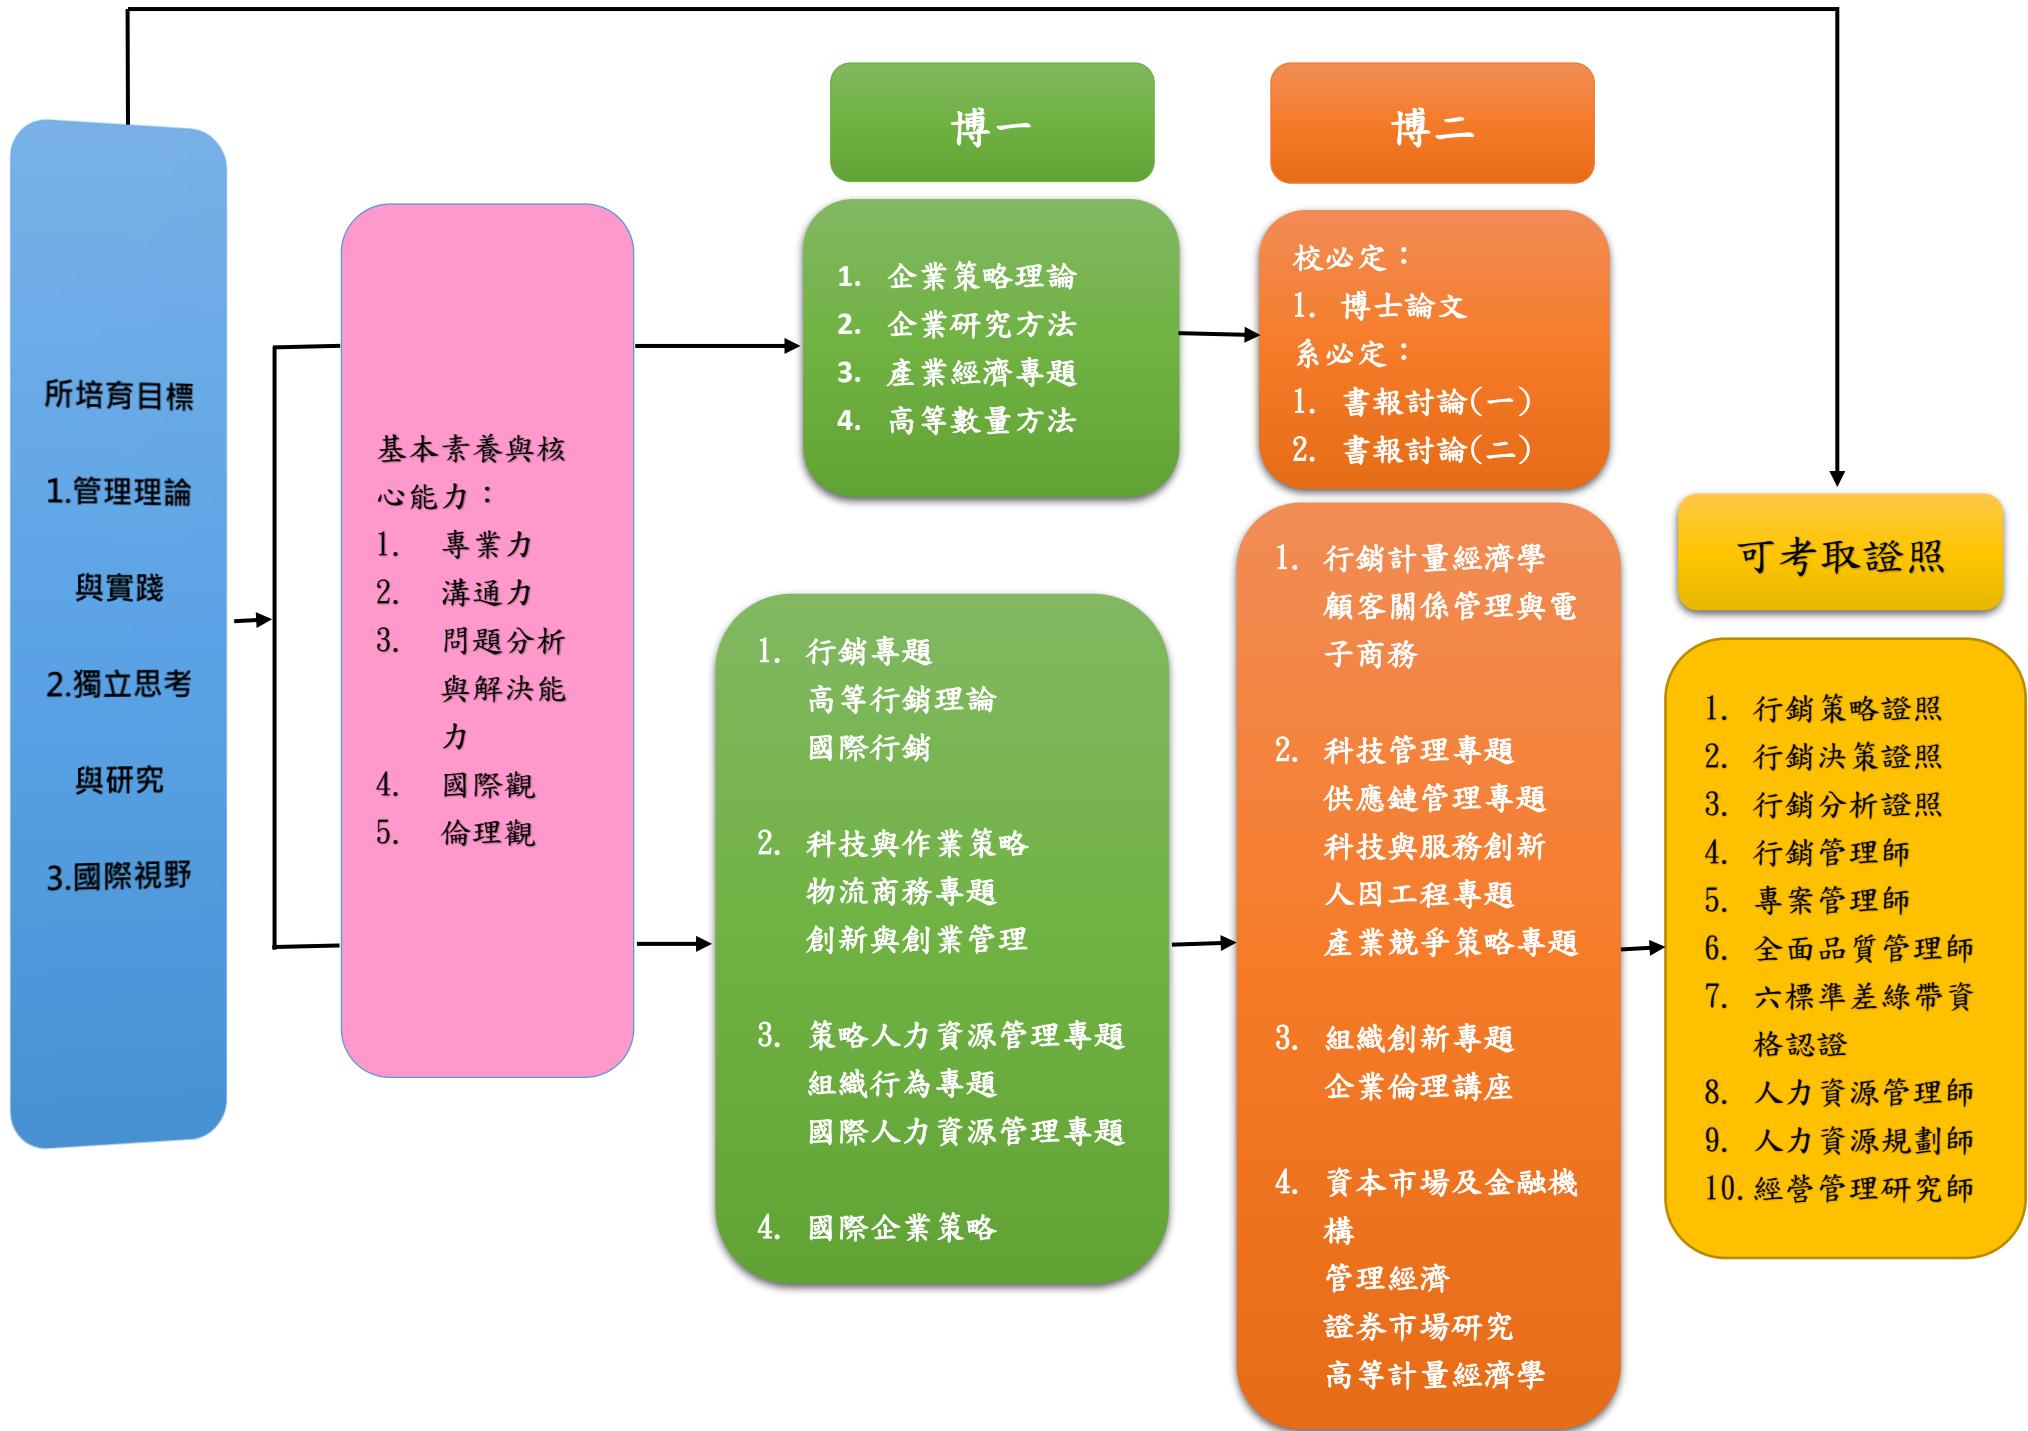 所培育目標
1.管理理論
與實踐
2.獨立思考
與研究
3.國際視野
基本素養與核
心能力：
1. 專業力
2. 溝通力
3. 問題分析
與解決能
力
4. 國際觀
5. 倫理觀
博一
1. 企業策略理論
2. 企業研究方法
3. 產業經濟專題
4. 高等數量方法
1. 行銷專題
高等行銷理論
國際行銷
2. 科技與作業策略
物流商務專題
創新與創業管理
3. 策略人力資源管理專題
組織行為專題
國際人力資源管理專題
4. 國際企業策略
博二
校必定：
1. 博士論文
系必定：
1. 書報討論(一)
2. 書報討論(二)
1. 行銷計量經濟學
顧客關係管理與電
子商務
2. 科技管理專題
供應鏈管理專題
科技與服務創新
人因工程專題
產業競爭策略專題
3. 組織創新專題
企業倫理講座
4. 資本市場及金融機
構
管理經濟
證券市場研究
高等計量經濟學
可考取證照
1. 行銷策略證照
2. 行銷決策證照
3. 行銷分析證照
4. 行銷管理師
5. 專案管理師
6. 全面品質管理師
7. 六標準差綠帶資
格認證
8. 人力資源管理師
9. 人力資源規劃師
10. 經營管理研究師